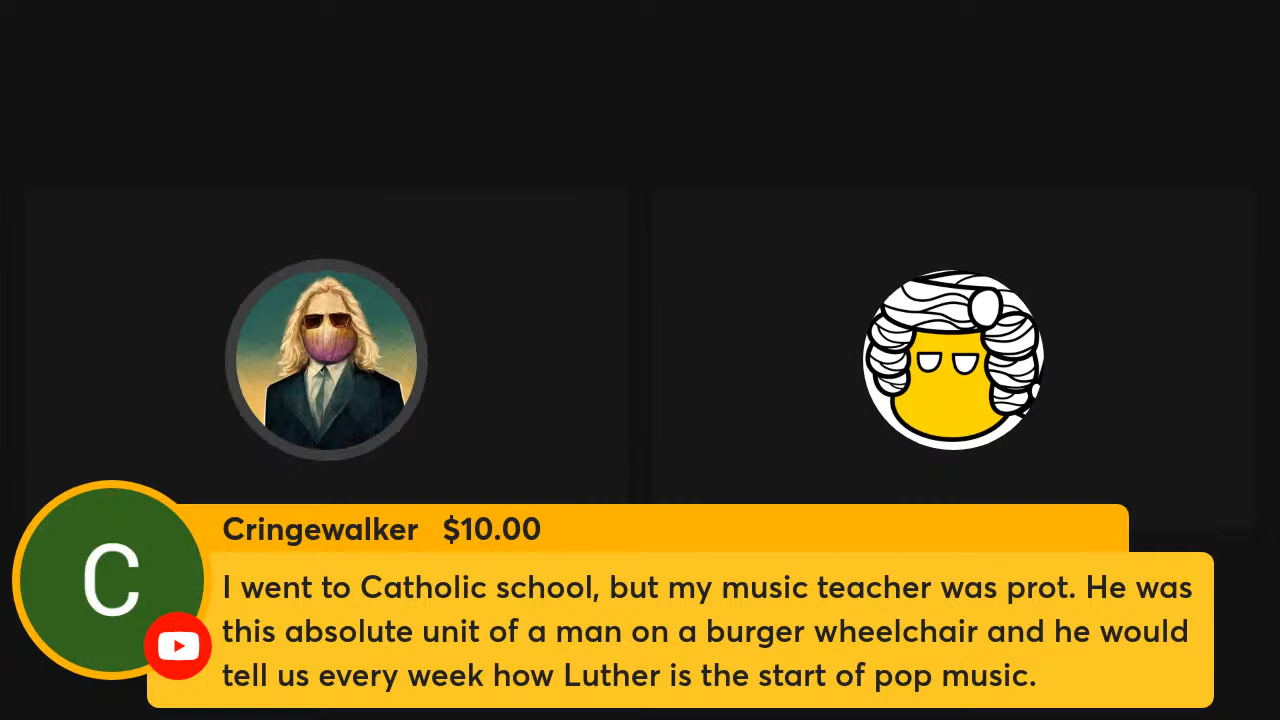 Cringewalker $10.00
C
I went to Catholic school, but my music teacher was prot. He was
this absolute unit of a man on a burger wheelchair and he would
tell us every week how Luther is the start of pop music.